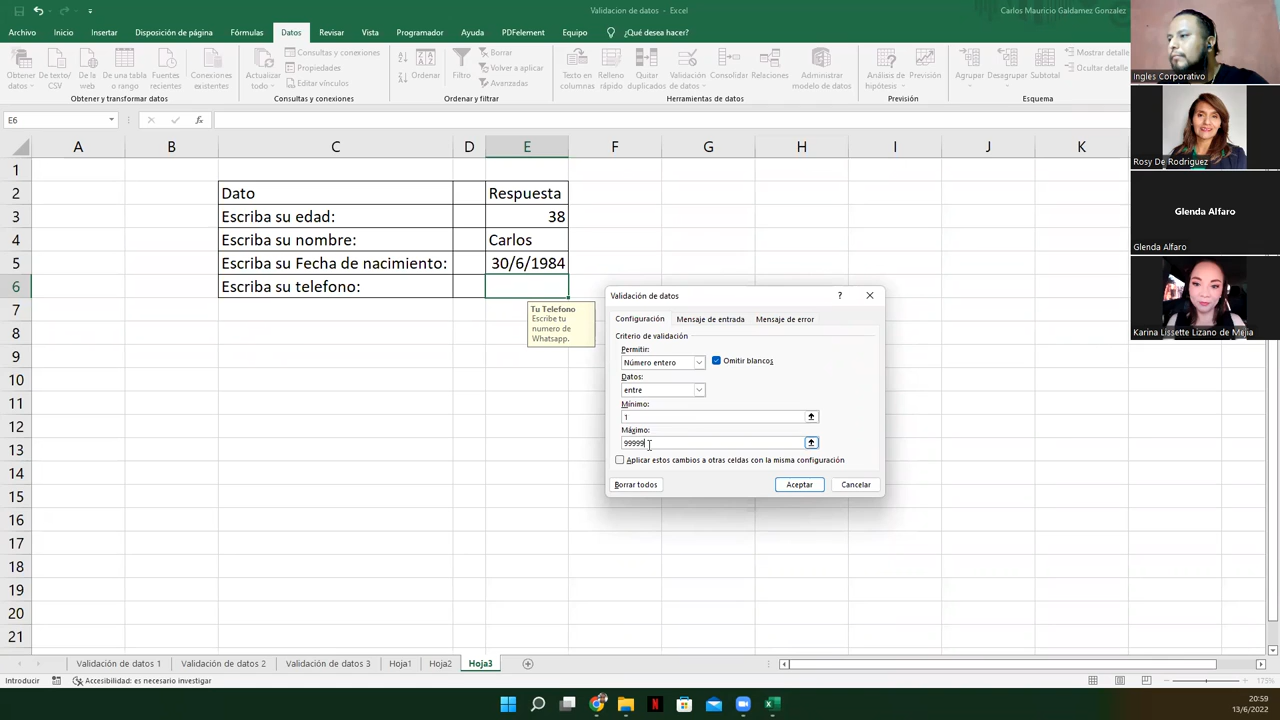 Validacion de datos - Excel
Carlos Mauricio Galdamez Gonzalez
Archivo Inicio Insertar Disposición de página Fórmulas Datos Revisar Vista Programador Ayuda PDFelement Equipo ¿Qué desea hacer?
Obtener datos
De texto/CSV
De la web
De una tabla o rango
Fuentes recientes
Conexiones existentes
Obtener y transformar datos
Actualizar todo
Consultas y conexiones
Propiedades
Editar vínculos
Consultas y conexiones
Ordenar
Filtro
Borrar
Volver a aplicar
Avanzadas
Ordenar y filtrar
Texto en columnas
Relleno rápido
Quitar duplicados
Validación de datos
Consolidar
Relaciones
Administrar modelo de datos
Herramientas de datos
Análisis de hipótesis
Previsión
Previsión
Agrupar
Desagrupar
Subtotal
Mostrar detalle
Ocultar detalle
Esquema
E6
fx
A B C D E F G H I J K
1
2 Dato Respuesta
3 Escriba su edad: 38
4 Escriba su nombre: Carlos
5 Escriba su Fecha de nacimiento: 30/6/1984
6 Escriba su telefono:
7
8
9
10
11
12
13
14
15
16
17
18
19
20
21
Tu Telefono
Escribe tu
numero de
Whatsapp.
Validación de datos
? ×
Configuración Mensaje de entrada Mensaje de error
Criterio de validación
Permitir:
Número entero
Omitir blancos
Datos:
entre
Mínimo:
1
Máximo:
99999
Aplicar estos cambios a otras celdas con la misma configuración
Borrar todos Aceptar Cancelar
Ingles Corporativo
Rosy De Rodriguez
Glenda Alfaro
Glenda Alfaro
Karina Lissette Lizano de Mejia
Validación de datos 1 Validación de datos 2 Validación de datos 3 Hoja1 Hoja2 Hoja3
Introducir
Accesibilidad: es necesario investigar
175%
20:59
13/6/2022